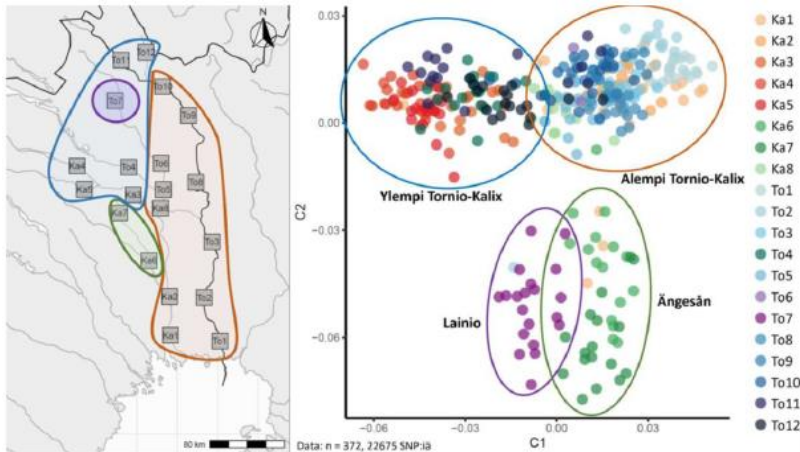 N
To12
To11
To7
To10
To9
Ka4
To4
To6
Ka5
Ka3
To5
To8
Ka7
Ka8
To3
Ka6
Ka2
To2
Ka1
To1
80 km
C2
0.03
0.00
−0.03
−0.06
Ylempi Tornio-Kalix
Alempi Tornio-Kalix
Lainio
Ängesån
−0.06
−0.03
0.00
0.03
C1
Data: n = 372, 22675 SNP:iä
Ka1
Ka2
Ka3
Ka4
Ka5
Ka6
Ka7
Ka8
To1
To2
To3
To4
To5
To6
To7
To8
To9
To10
To11
To12